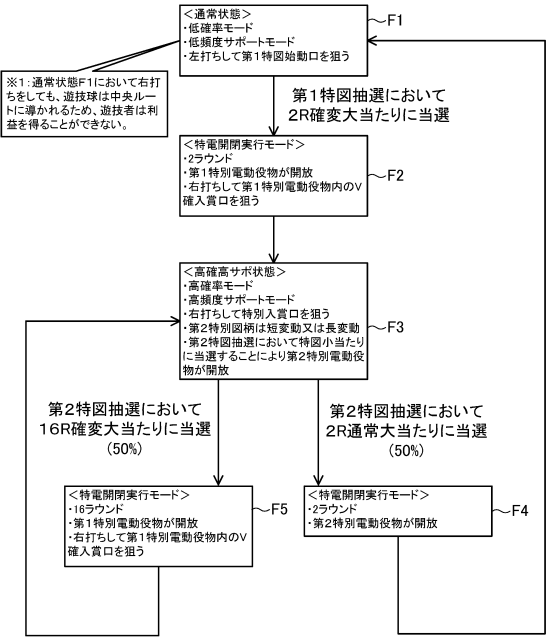 ＜通常状態＞
・低確率モード
・低頻度サポートモード
・左打ちして第1特図始動口を狙う
F1
※1：通常状態F1において右打
ちをしても、遊技球は中央ルート
に導かれるため、遊技者は利
益を得ることができない。
第１特図抽選において
2R確変大当たりに当選
＜特電開閉実行モード＞
・2ラウンド
・第1特別電動役物が開放
・右打ちして第1特別電動役物内のV
確入賞口を狙う
F2
＜高確高サポ状態＞
・高確率モード
・高頻度サポートモード
・右打ちして特別入賞口を狙う
・第2特別図柄は短変動又は長変動
・第2特図抽選において特図小当たり
に当選することにより第2特別電動役
物が開放
F3
第２特図抽選において
16R確変大当たりに当選
(50%)
第２特図抽選において
2R通常大当たりに当選
(50%)
＜特電開閉実行モード＞
・16ラウンド
・第1特別電動役物が開放
・右打ちして第1特別電動役物内のV
確入賞口を狙う
F5
＜特電開閉実行モード＞
・2ラウンド
・第2特別電動役物が開放
F4